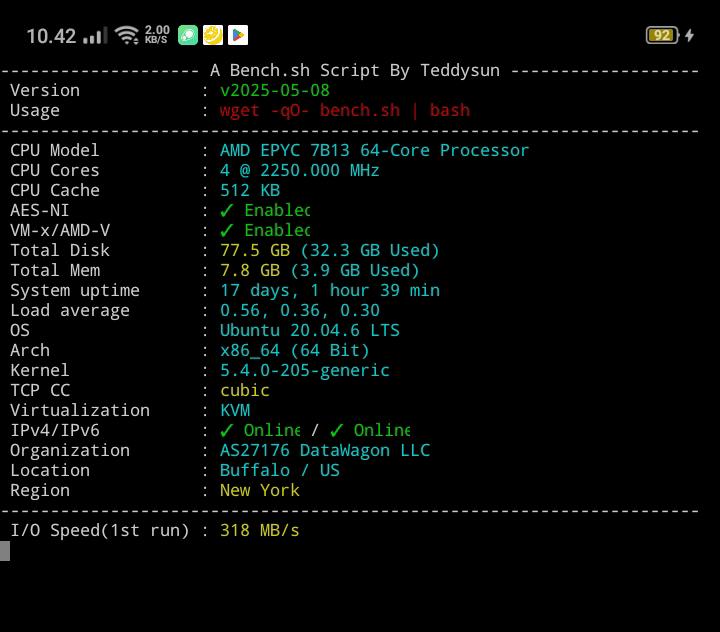 10.42 2.00 KB/S 92
-------------------- A Bench.sh Script By Teddysun -------------------
Version : v2025-05-08
Usage : wget -qO- bench.sh | bash
----------------------------------------------------------------------
CPU Model : AMD EPYC 7B13 64-Core Processor
CPU Cores : 4 @ 2250.000 MHz
CPU Cache : 512 KB
AES-NI : ✓ Enabled
VM-x/AMD-V : ✓ Enabled
Total Disk : 77.5 GB (32.3 GB Used)
Total Mem : 7.8 GB (3.9 GB Used)
System uptime : 17 days, 1 hour 39 min
Load average : 0.56, 0.36, 0.30
OS : Ubuntu 20.04.6 LTS
Arch : x86_64 (64 Bit)
Kernel : 5.4.0-205-generic
TCP CC : cubic
Virtualization : KVM
IPv4/IPv6 : ✓ Online / ✓ Online
Organization : AS27176 DataWagon LLC
Location : Buffalo / US
Region : New York
----------------------------------------------------------------------
I/O Speed(1st run) : 318 MB/s